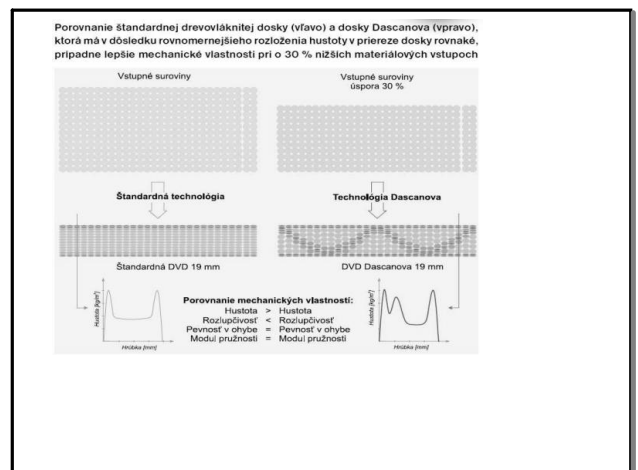 Porovnanie štandardnej drevovláknitej dosky (vľavo) a dosky Dascanova (vpravo),
ktorá má v dôsledku rovnomernejšieho rozloženia hustoty v priereze dosky rovnaké,
prípadne lepšie mechanické vlastnosti pri o 30 % nižších materiálových vstupoch
Vstupné suroviny
Vstupné suroviny
úspora 30 %
Štandardná technológia
Technológia Dascanova
Štandardná DVD 19 mm
DVD Dascanova 19 mm
Porovnanie mechanických vlastností:
Hustota > Hustota
Rozlupčivosť < Rozlupčivosť
Pevnosť v ohybe = Pevnosť v ohybe
Modul pružnosti = Modul pružnosti
Hustota [kg/m³]
Hrúbka [mm]
Hustota [kg/m³]
Hrúbka [mm]